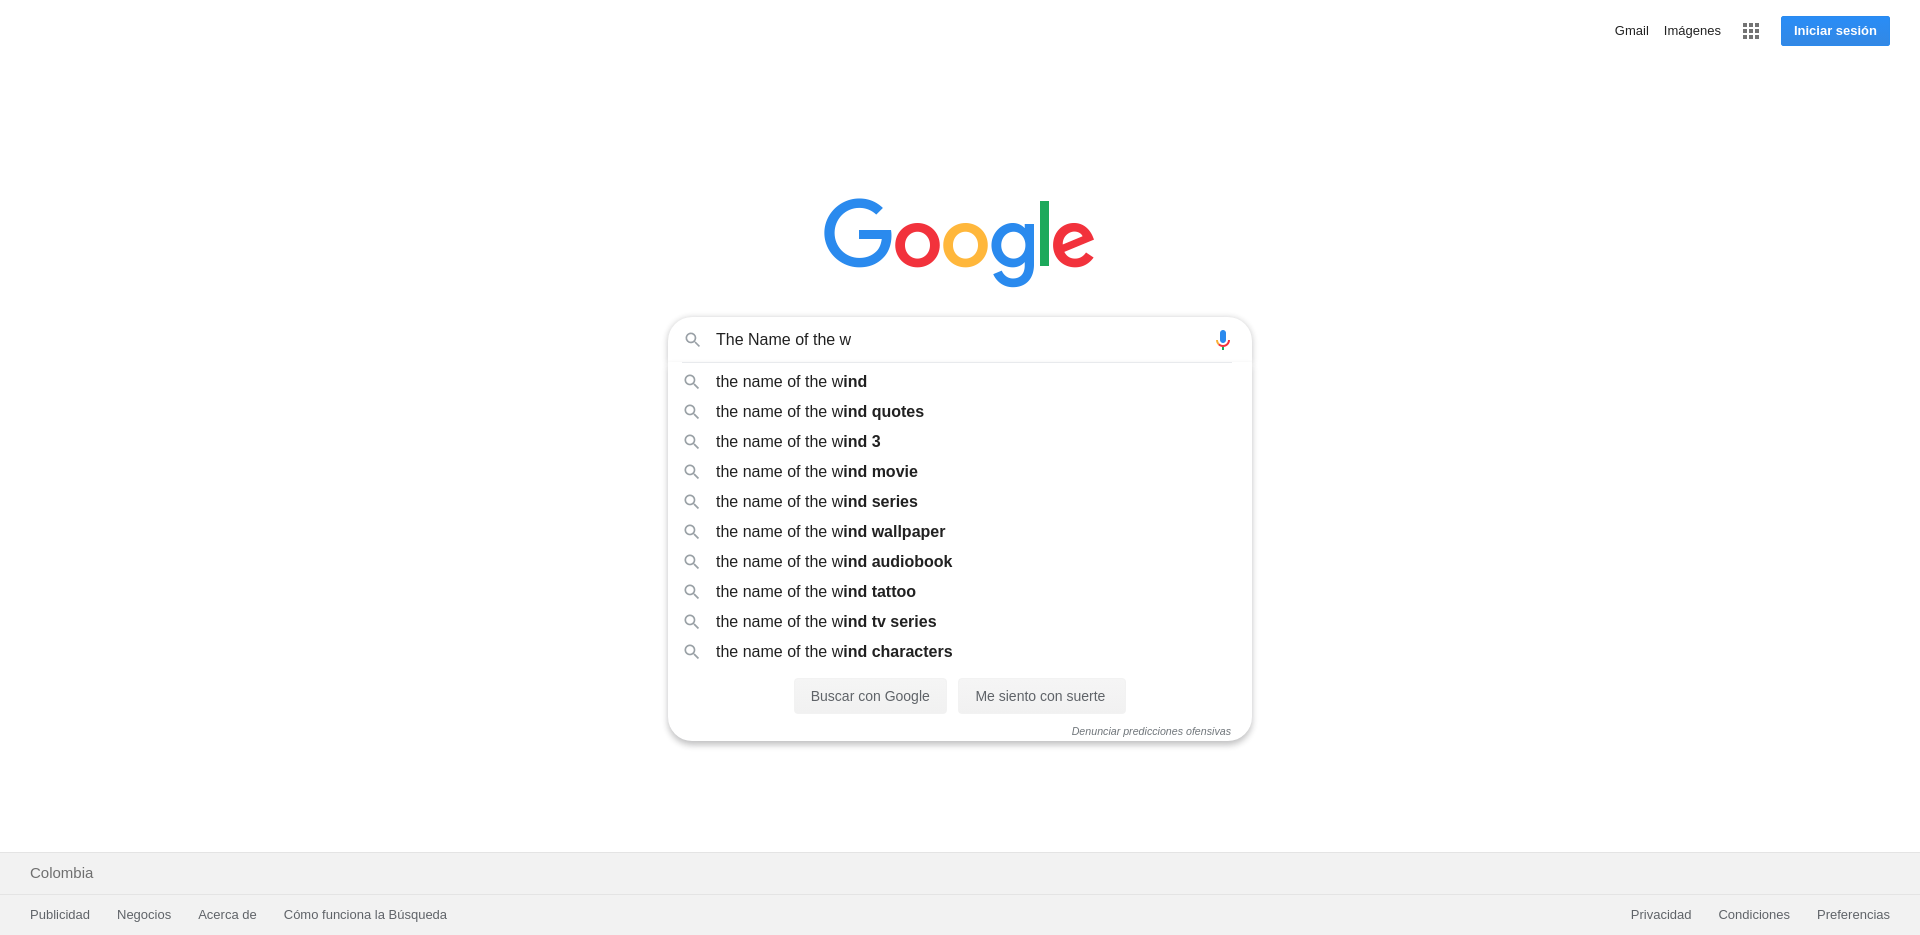 Gmail Imágenes Iniciar sesión
Google
The Name of the w
the name of the wind
the name of the wind quotes
the name of the wind 3
the name of the wind movie
the name of the wind series
the name of the wind wallpaper
the name of the wind audiobook
the name of the wind tattoo
the name of the wind tv series
the name of the wind characters
Buscar con Google Me siento con suerte
Denunciar predicciones ofensivas
Colombia
Publicidad Negocios Acerca de Cómo funciona la Búsqueda Privacidad Condiciones Preferencias